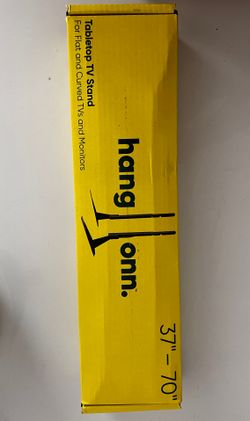 Tabletop TV Stand
For Flat and Curved TVs and Monitors
hang
onn.
37" – 70"